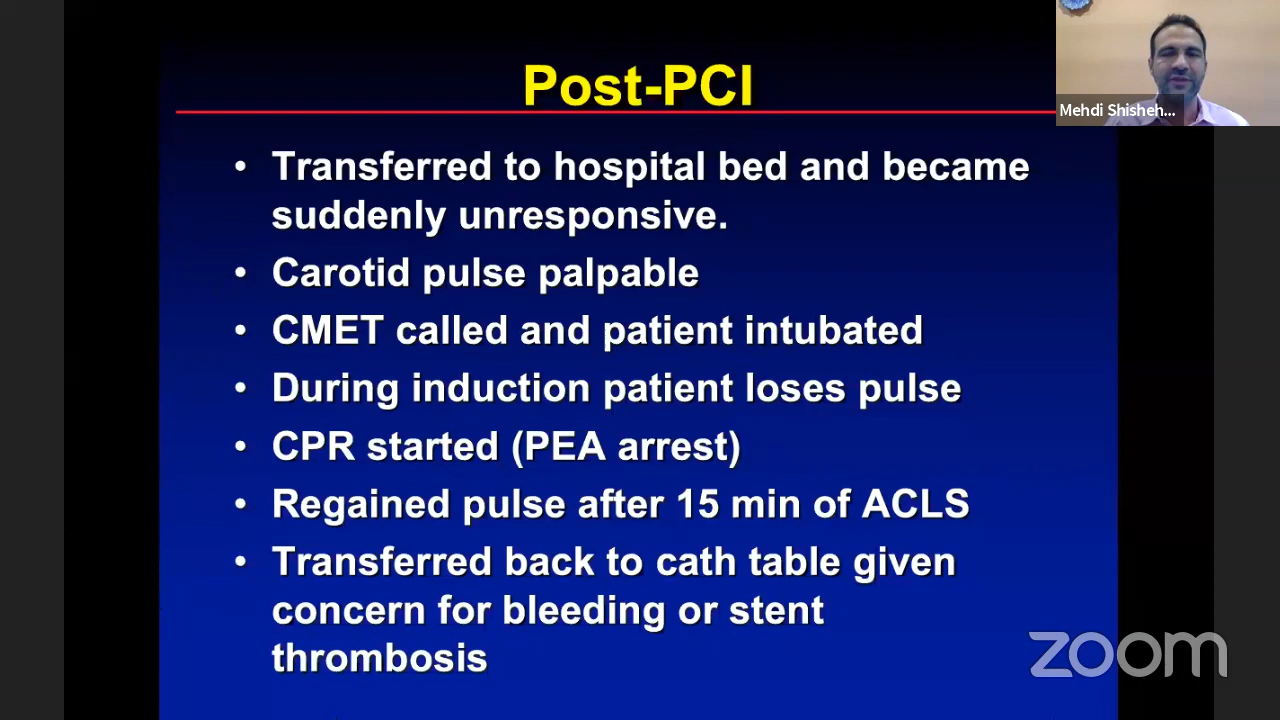 Post-PCI
Mehdi Shisheh...
• Transferred to hospital bed and became
suddenly unresponsive.
• Carotid pulse palpable
• CMET called and patient intubated
• During induction patient loses pulse
• CPR started (PEA arrest)
• Regained pulse after 15 min of ACLS
• Transferred back to cath table given
concern for bleeding or stent
thrombosis
zoom